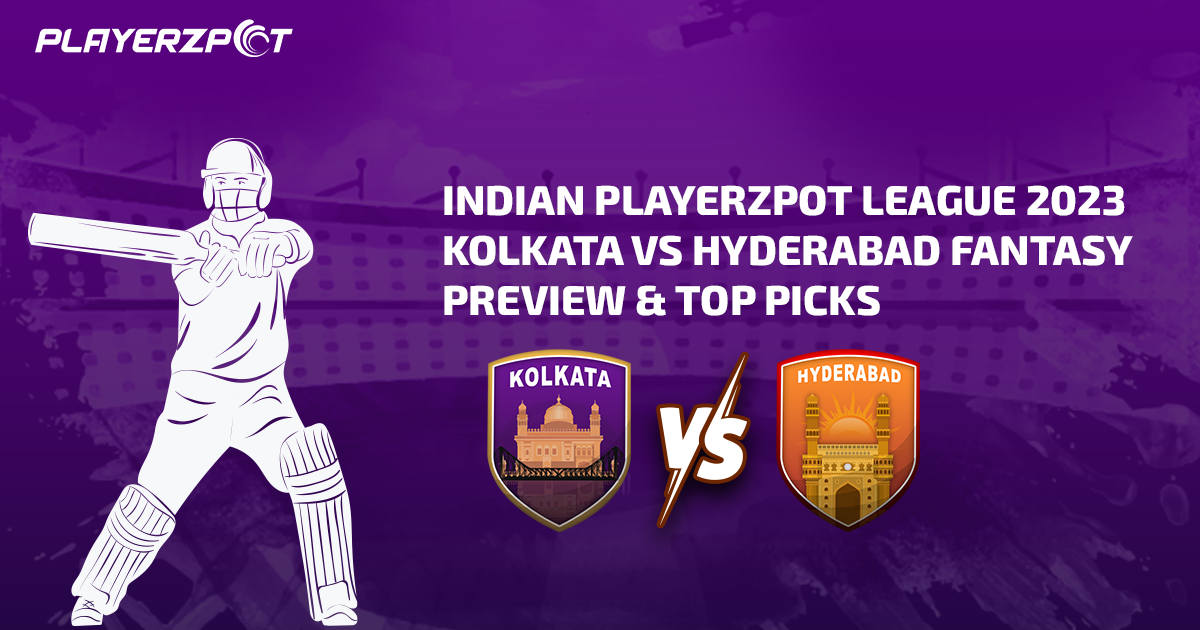 PLAYERZPOT
INDIAN PLAYERZPOT LEAGUE 2023
KOLKATA VS HYDERABAD FANTASY
PREVIEW & TOP PICKS
KOLKATA
VS
HYDERABAD